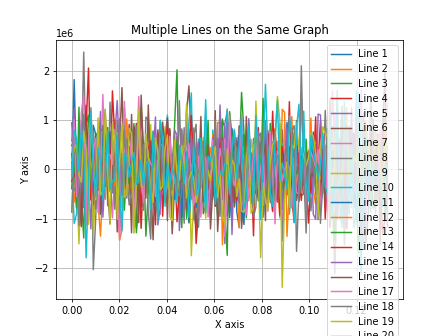 Multiple Lines on the Same Graph
1e6
Y axis
2
1
0
−1
−2
0.00
0.02
0.04
0.06
0.08
0.10
X axis
Line 1
Line 2
Line 3
Line 4
Line 5
Line 6
Line 7
Line 8
Line 9
Line 10
Line 11
Line 12
Line 13
Line 14
Line 15
Line 16
Line 17
Line 18
Line 19
Line 20